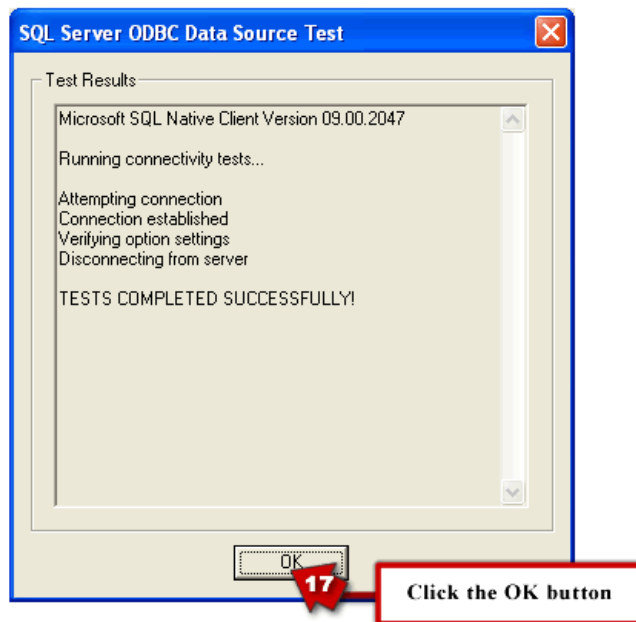 SQL Server ODBC Data Source Test
Test Results
Microsoft SQL Native Client Version 09.00.2047
Running connectivity tests...
Attempting connection
Connection established
Verifying option settings
Disconnecting from server
TESTS COMPLETED SUCCESSFULLY!
OK
17
Click the OK button